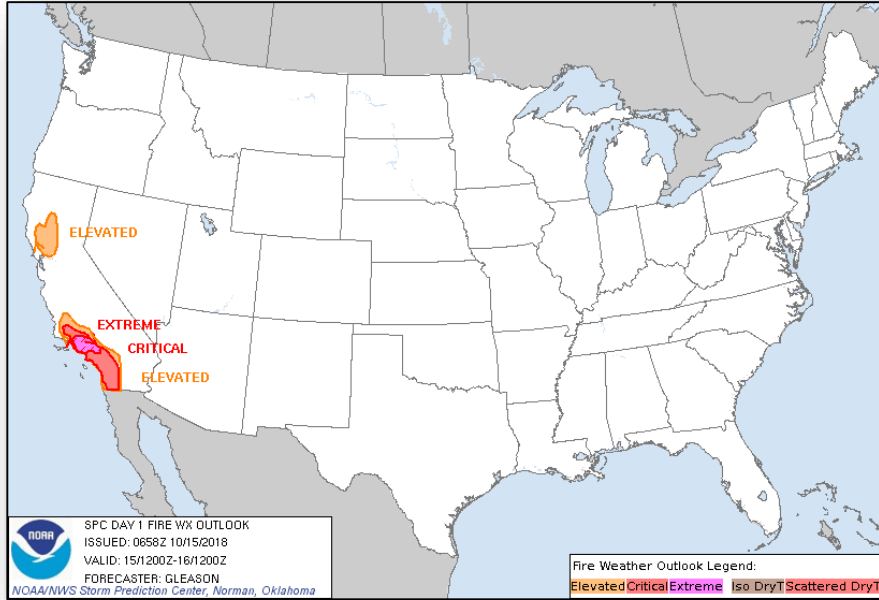 ELEVATED
EXTREME
CRITICAL
ELEVATED
NOAA
SPC DAY 1 FIRE WX OUTLOOK
ISSUED: 0658Z 10/15/2018
VALID: 15/1200Z-16/1200Z
FORECASTER: GLEASON
NOAA/NWS Storm Prediction Center, Norman, Oklahoma
Fire Weather Outlook Legend:
Elevated Critical Extreme Iso DryT Scattered DryT